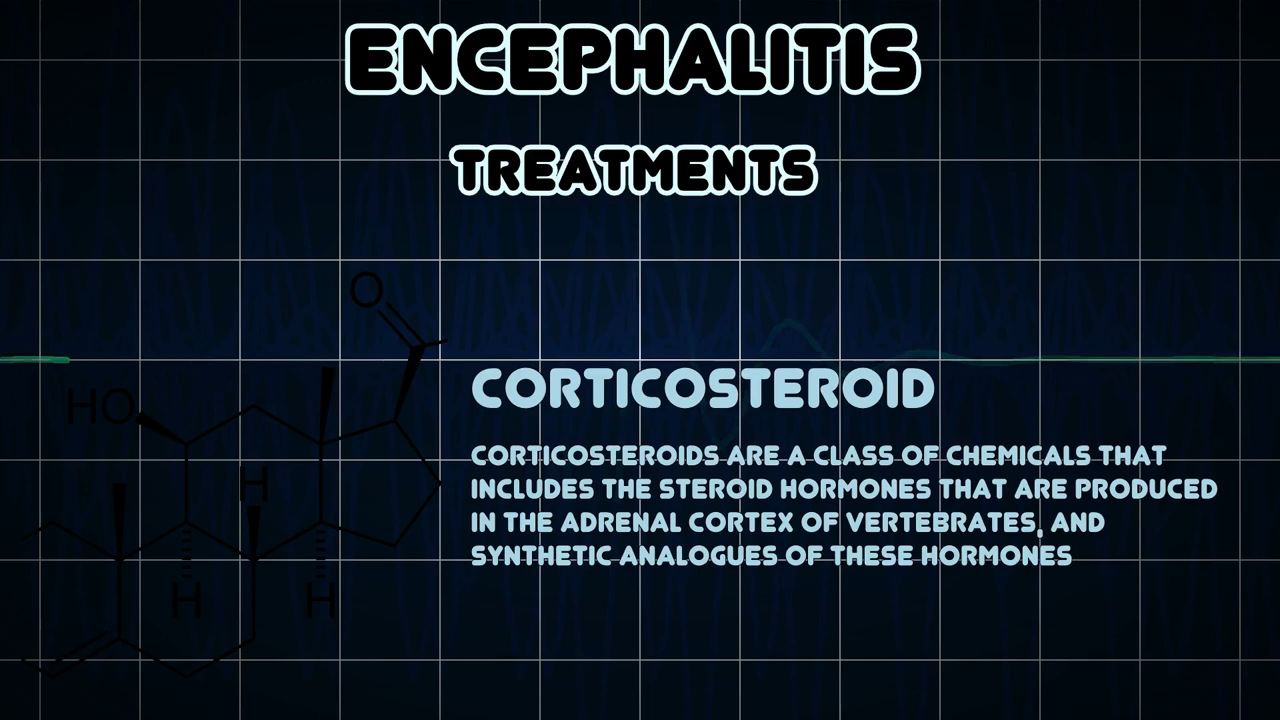 ENCEPHALITIS
TREATMENTS
O
HO
CORTICOSTEROID
CORTICOSTEROIDS ARE A CLASS OF CHEMICALS THAT
H
INCLUDES THE STEROID HORMONES THAT ARE PRODUCED
IN THE ADRENAL CORTEX OF VERTEBRATES, AND
SYNTHETIC ANALOGUES OF THESE HORMONES
H H